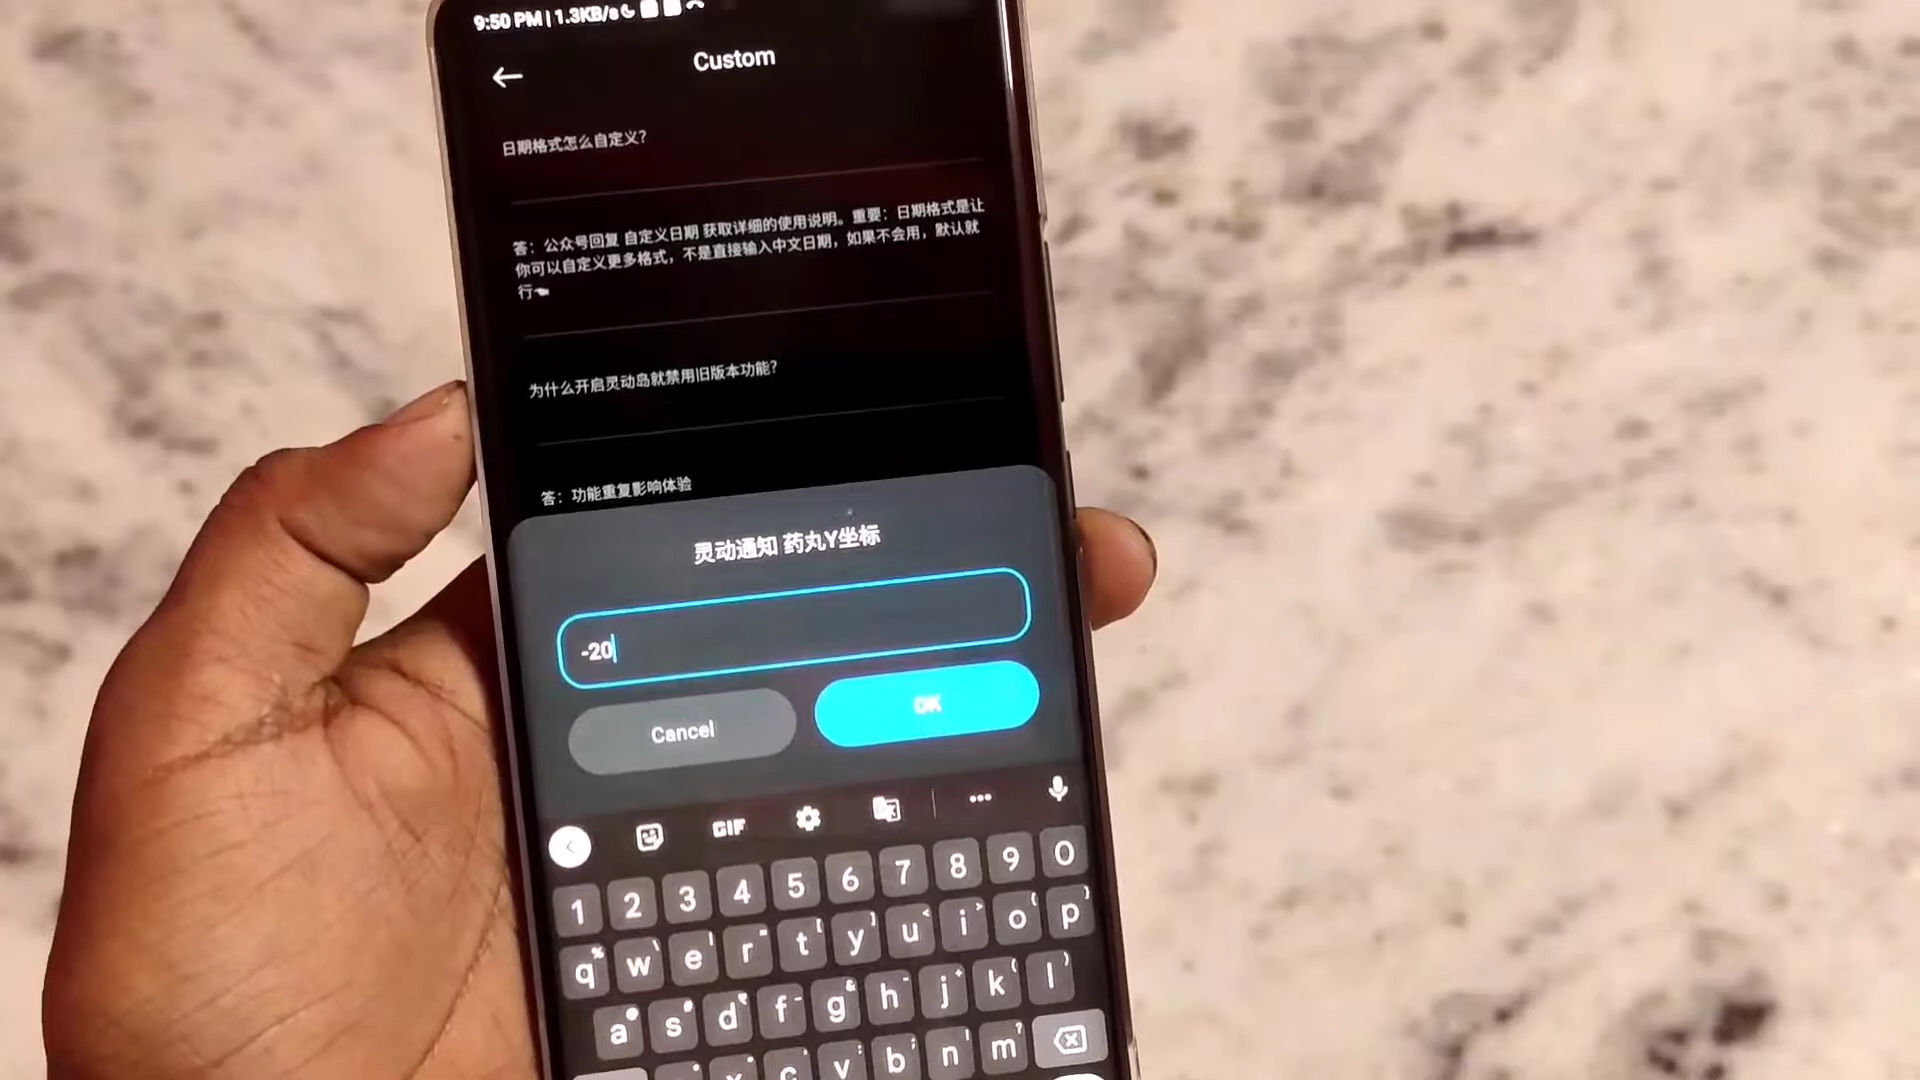 9:50 PM | 1.3KB/s
Custom
日期格式怎么自定义?
答：公众号回复 自定义日期 获取详细的使用说明。重要：日期格式是让
你可以自定义更多格式，不是直接输入中文日期，如果不会用，默认就
行
为什么开启灵动岛就禁用旧版本功能?
答：功能重复影响体验
灵动通知 药丸Y坐标
-20
Cancel OK
GIF
1 2 3 4 5 6 7 8 9 0
q w e r t y u i o p
a s d f g h j k l
x c v b n m